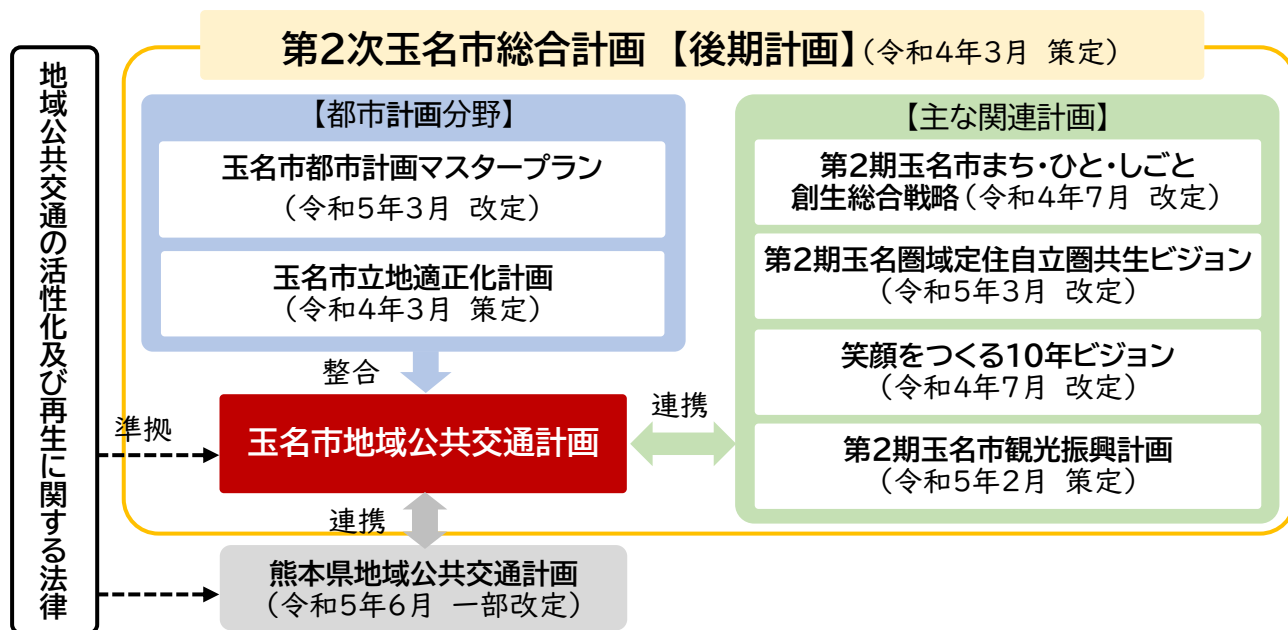 第2次玉名市総合計画【後期計画】(令和4年3月 策定)
地域公共交通の活性化及び再生に関する法律
【都市計画分野】
玉名市都市計画マスタープラン
(令和5年3月 改定)
玉名市立地適正化計画
(令和4年3月 策定)
整合
【主な関連計画】
第2期玉名市まち・ひと・しごと
創生総合戦略(令和4年7月 改定)
第2期玉名圏域定住自立圏共生ビジョン
(令和5年3月 改定)
笑顔をつくる10年ビジョン
(令和4年7月 改定)
第2期玉名市観光振興計画
(令和5年2月 策定)
準拠
玉名市地域公共交通計画
連携
連携
熊本県地域公共交通計画
(令和5年6月 一部改定)